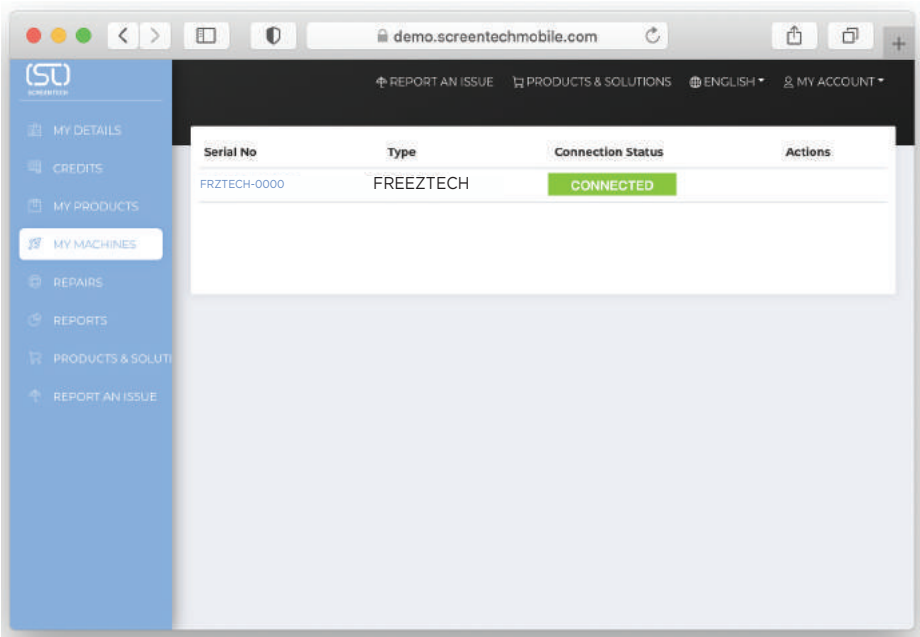 demo.screentechmobile.com
SCREENTECH
REPORT AN ISSUE PRODUCTS & SOLUTIONS ENGLISH MY ACCOUNT
MY DETAILS
CREDITS
MY PRODUCTS
MY MACHINES
REPAIRS
REPORTS
PRODUCTS & SOLUTI
REPORT AN ISSUE
Serial No Type Connection Status Actions
FRZTECH-0000 FREEZTECH CONNECTED